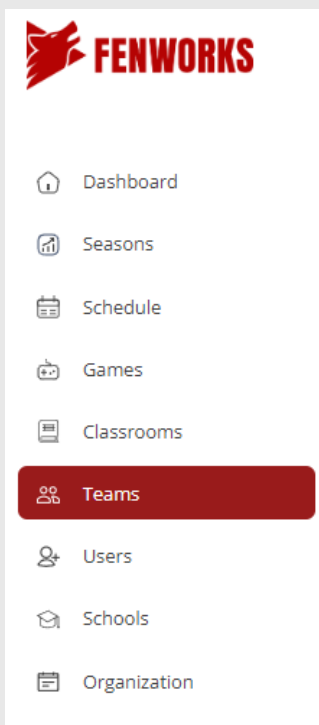 FENWORKS
Dashboard
Seasons
Schedule
Games
Classrooms
Teams
Users
Schools
Organization